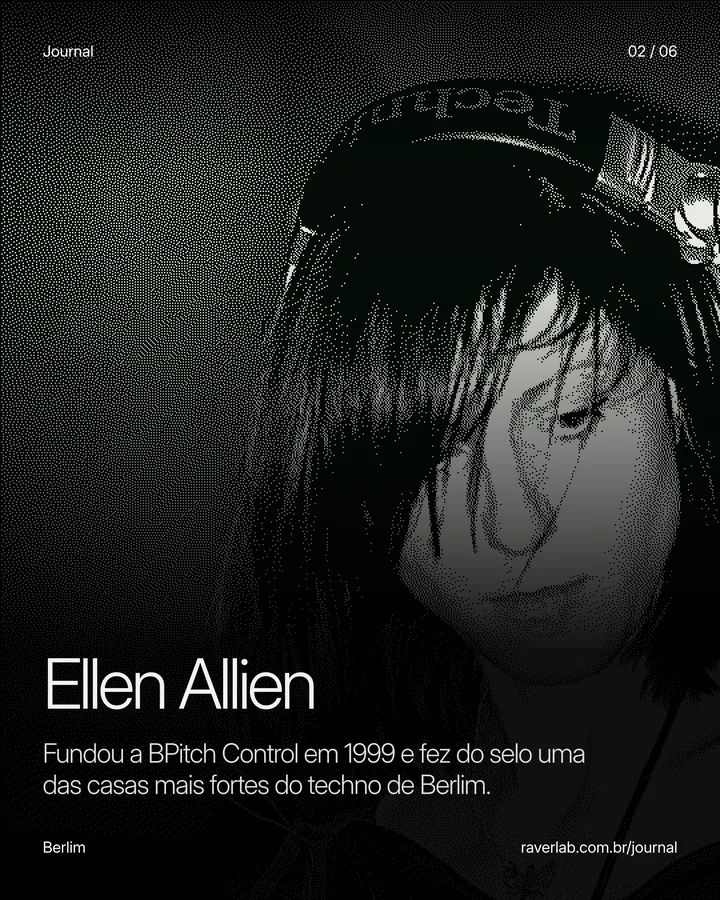 Journal
02 / 06
Techn
Ellen Allien
Fundou a BPitch Control em 1999 e fez do selo uma
das casas mais fortes do techno de Berlim.
Berlim
raverlab.com.br/journal